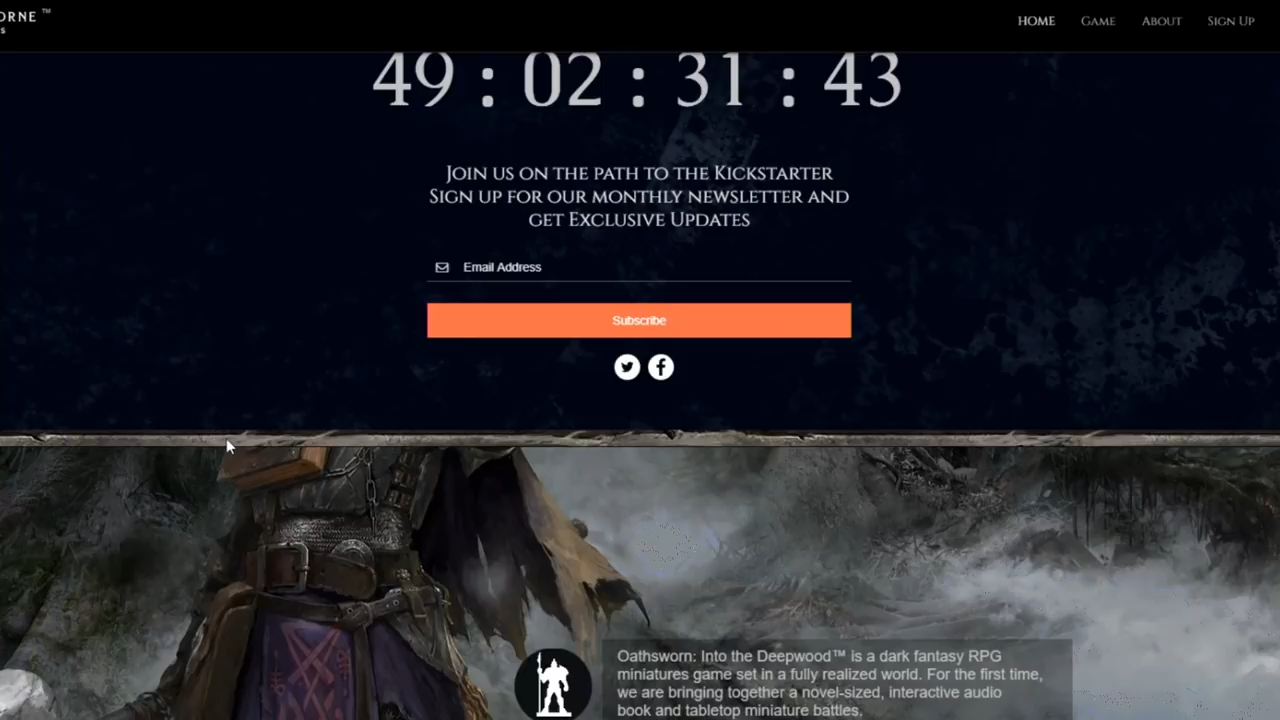 ORNE ™
S
HOME GAME ABOUT SIGN UP
49 : 02 : 31 : 43
JOIN US ON THE PATH TO THE KICKSTARTER
SIGN UP FOR OUR MONTHLY NEWSLETTER AND
GET EXCLUSIVE UPDATES
Email Address
Subscribe
Oathsworn: Into the Deepwood™ is a dark fantasy RPG
miniatures game set in a fully realized world. For the first time,
we are bringing together a novel-sized, interactive audio
book and tabletop miniature battles.